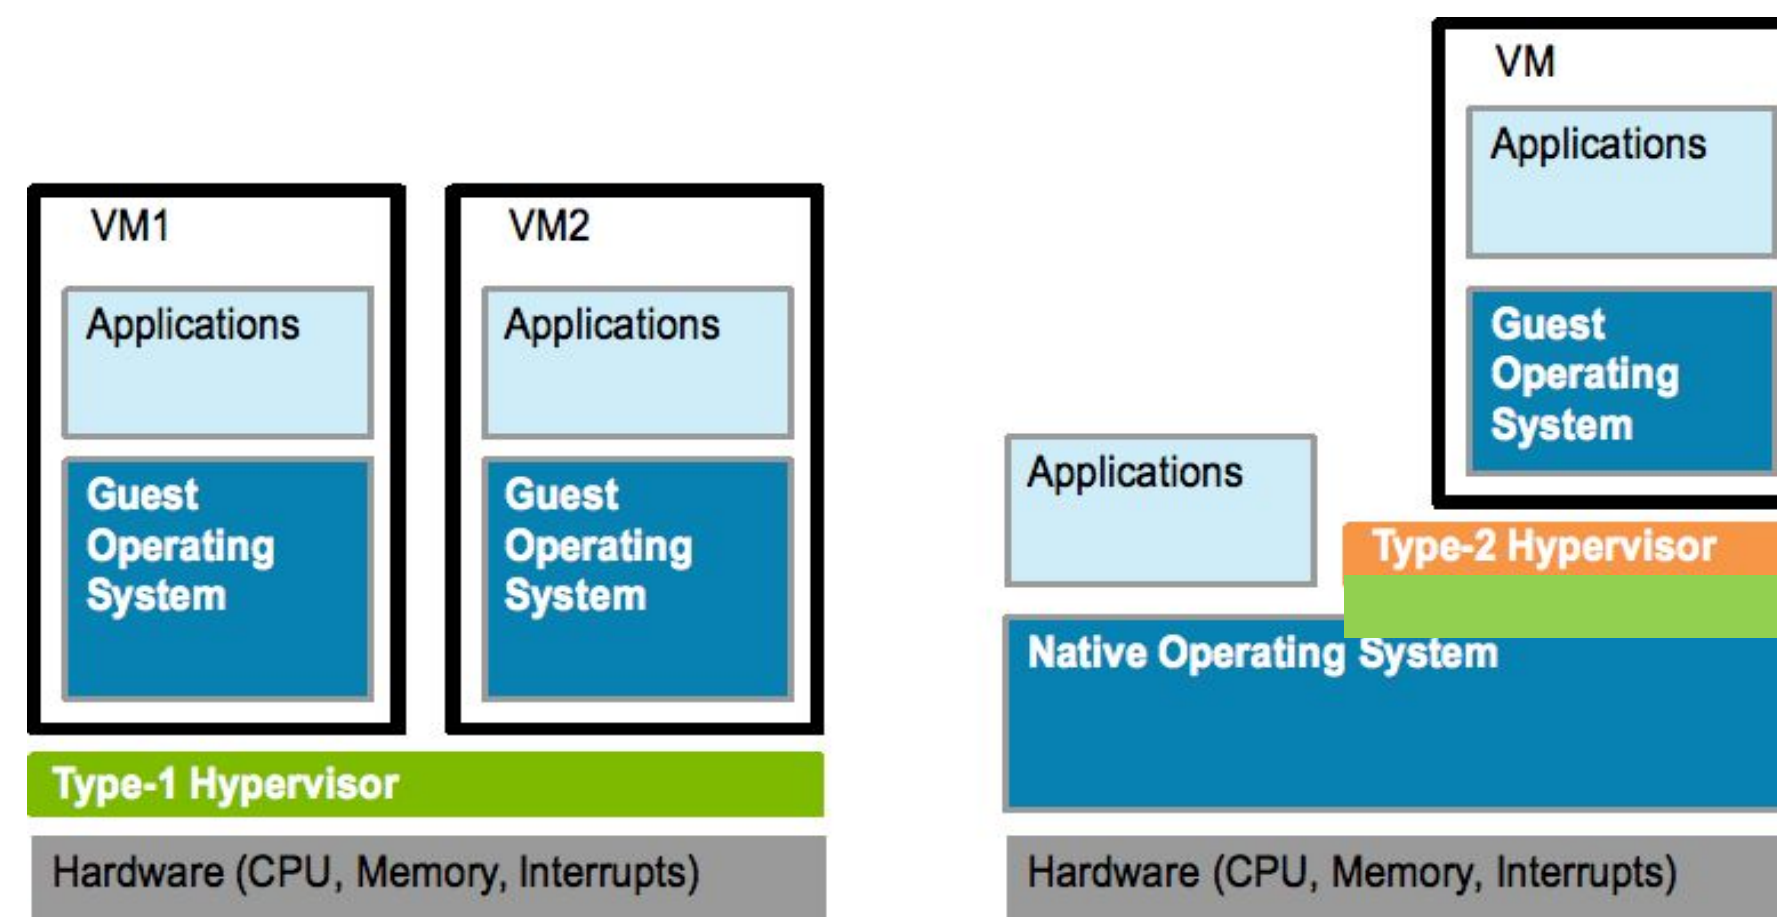 VM1
Applications
Guest
Operating
System
VM2
Applications
Guest
Operating
System
Type-1 Hypervisor
Hardware (CPU, Memory, Interrupts)
VM
Applications
Guest
Operating
System
Applications
Type-2 Hypervisor
Native Operating System
Hardware (CPU, Memory, Interrupts)